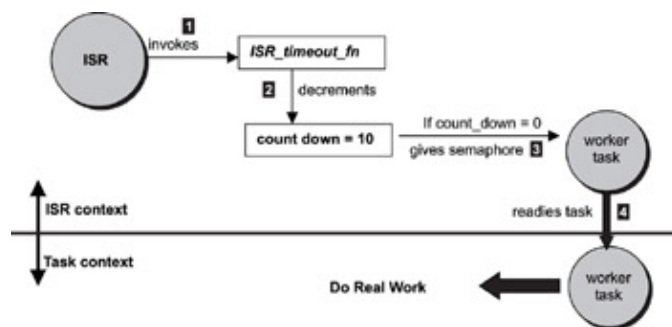 1
invokes
ISR
ISR_timeout_fn
2 decrements
If count_down = 0
count down = 10
gives semaphore 3
worker
task
readies task 4
ISR context
Task context
Do Real Work
worker
task